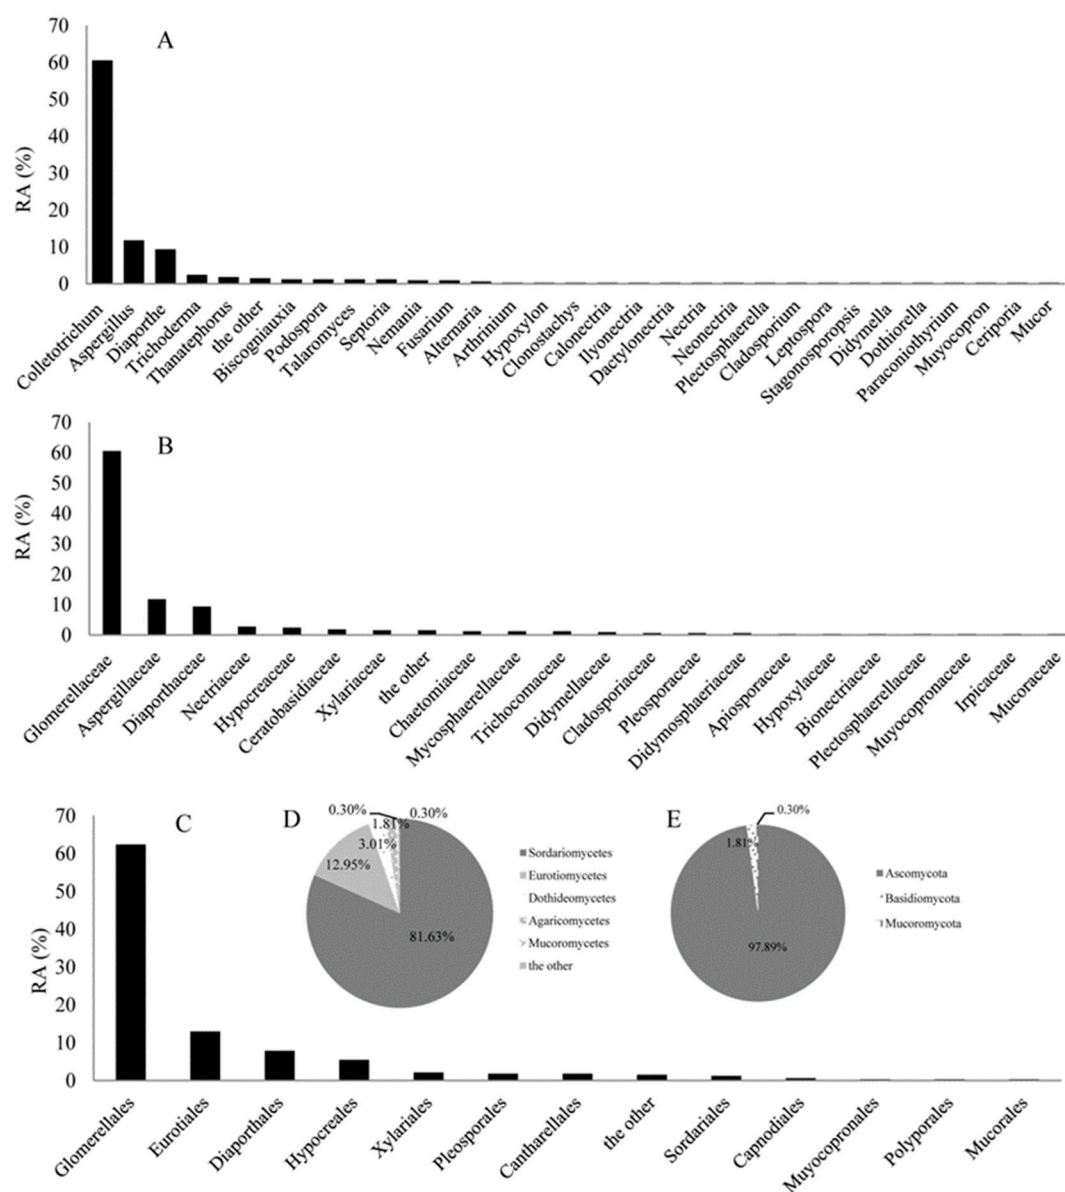 A
70
60
50
40
30
20
10
0
RA (%)
Colletotrichum
Aspergillus
Diaporthe
Trichoderma
Thanatephorus
the other
Biscogniauxia
Podospora
Talaromyces
Septoria
Nemania
Fusarium
Alternaria
Arthrinium
Hypoxylon
Clonostachys
Calonectria
Ilyonectria
Dactylonectria
Nectria
Neonectria
Plectosphaerella
Cladosporium
Leptospora
Stagonosporopsis
Didymella
Dothiorella
Paraconiothyrium
Muyocopron
Ceriporia
Mucor
B
70
60
50
40
30
20
10
0
RA (%)
Glomerellaceae
Aspergillaceae
Diaporthaceae
Nectriaceae
Hypocreaceae
Ceratobasidiaceae
Xylariaceae
the other
Chaetomiaceae
Mycosphaerellaceae
Trichocomaceae
Didymellaceae
Cladosporiaceae
Pleosporaceae
Didymosphaeriaceae
Apiosporaceae
Hypoxylaceae
Bionectriaceae
Plectosphaerellaceae
Muyocopronaceae
Irpicaceae
Mucoraceae
C
70
60
50
40
30
20
10
0
RA (%)
Glomerellales
Eurotiales
Diaporthales
Hypocreales
Xylariales
Pleosporales
Cantharellales
the other
Sordariales
Capnodiales
Muyocopronales
Polyporales
Mucorales
D
0.30%
0.30%
1.81%
3.01%
12.95%
81.63%
Sordariomycetes
Eurotiomycetes
Dothideomycetes
Agaricomycetes
Mucoromycetes
the other
E
0.30%
1.81%
97.89%
Ascomycota
Basidiomycota
Mucoromycota